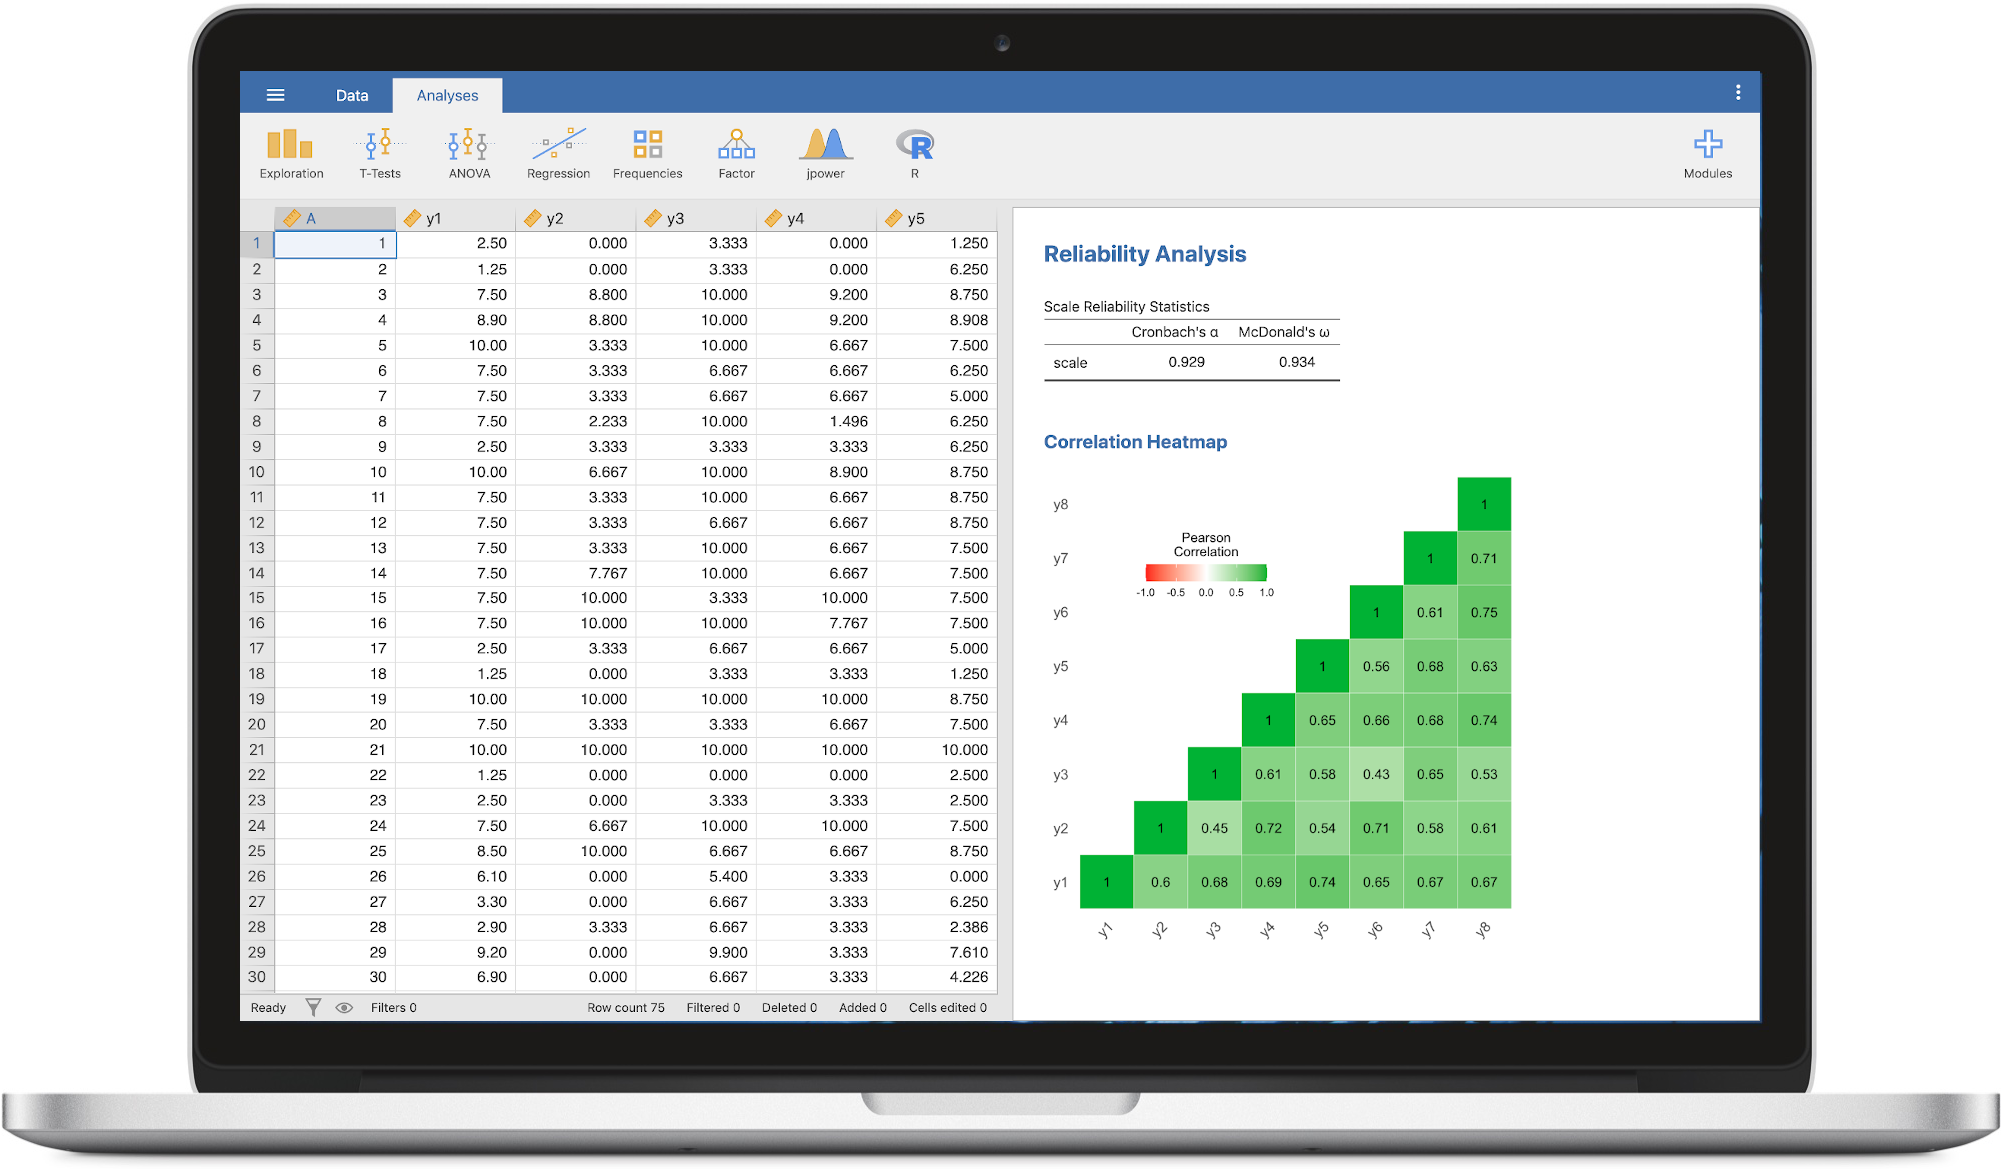 Data Analyses
Exploration T-Tests ANOVA Regression Frequencies Factor jpower R Modules
A y1 y2 y3 y4 y5
1 1 2.50 0.000 3.333 0.000 1.250
2 2 1.25 0.000 3.333 0.000 6.250
3 3 7.50 8.800 10.000 9.200 8.750
4 4 8.90 8.800 10.000 9.200 8.908
5 5 10.00 3.333 10.000 6.667 7.500
6 6 7.50 3.333 6.667 6.667 6.250
7 7 7.50 3.333 6.667 6.667 5.000
8 8 7.50 2.233 10.000 1.496 6.250
9 9 2.50 3.333 3.333 3.333 6.250
10 10 10.00 6.667 10.000 8.900 8.750
11 11 7.50 3.333 10.000 6.667 8.750
12 12 7.50 3.333 6.667 6.667 8.750
13 13 7.50 3.333 10.000 6.667 7.500
14 14 7.50 7.767 10.000 6.667 7.500
15 15 7.50 10.000 3.333 10.000 7.500
16 16 7.50 10.000 10.000 7.767 7.500
17 17 2.50 3.333 6.667 6.667 5.000
18 18 1.25 0.000 3.333 3.333 1.250
19 19 10.00 10.000 10.000 10.000 8.750
20 20 7.50 3.333 3.333 6.667 7.500
21 21 10.00 10.000 10.000 10.000 10.000
22 22 1.25 0.000 0.000 0.000 2.500
23 23 2.50 0.000 3.333 3.333 2.500
24 24 7.50 6.667 10.000 10.000 7.500
25 25 8.50 10.000 6.667 6.667 8.750
26 26 6.10 0.000 5.400 3.333 0.000
27 27 3.30 0.000 6.667 3.333 6.250
28 28 2.90 3.333 6.667 3.333 2.386
29 29 9.20 0.000 9.900 3.333 7.610
30 30 6.90 0.000 6.667 3.333 4.226
Ready Filters 0 Row count 75 Filtered 0 Deleted 0 Added 0 Cells edited 0
Reliability Analysis
Scale Reliability Statistics
Cronbach's α McDonald's ω
scale 0.929 0.934
Correlation Heatmap
Pearson
Correlation
-1.0 -0.5 0.0 0.5 1.0
y8 1
y7 1 0.71
y6 1 0.61 0.75
y5 1 0.56 0.68 0.63
y4 1 0.65 0.66 0.68 0.74
y3 1 0.61 0.58 0.43 0.65 0.53
y2 1 0.45 0.72 0.54 0.71 0.58 0.61
y1 1 0.6 0.68 0.69 0.74 0.65 0.67 0.67
y1 y2 y3 y4 y5 y6 y7 y8